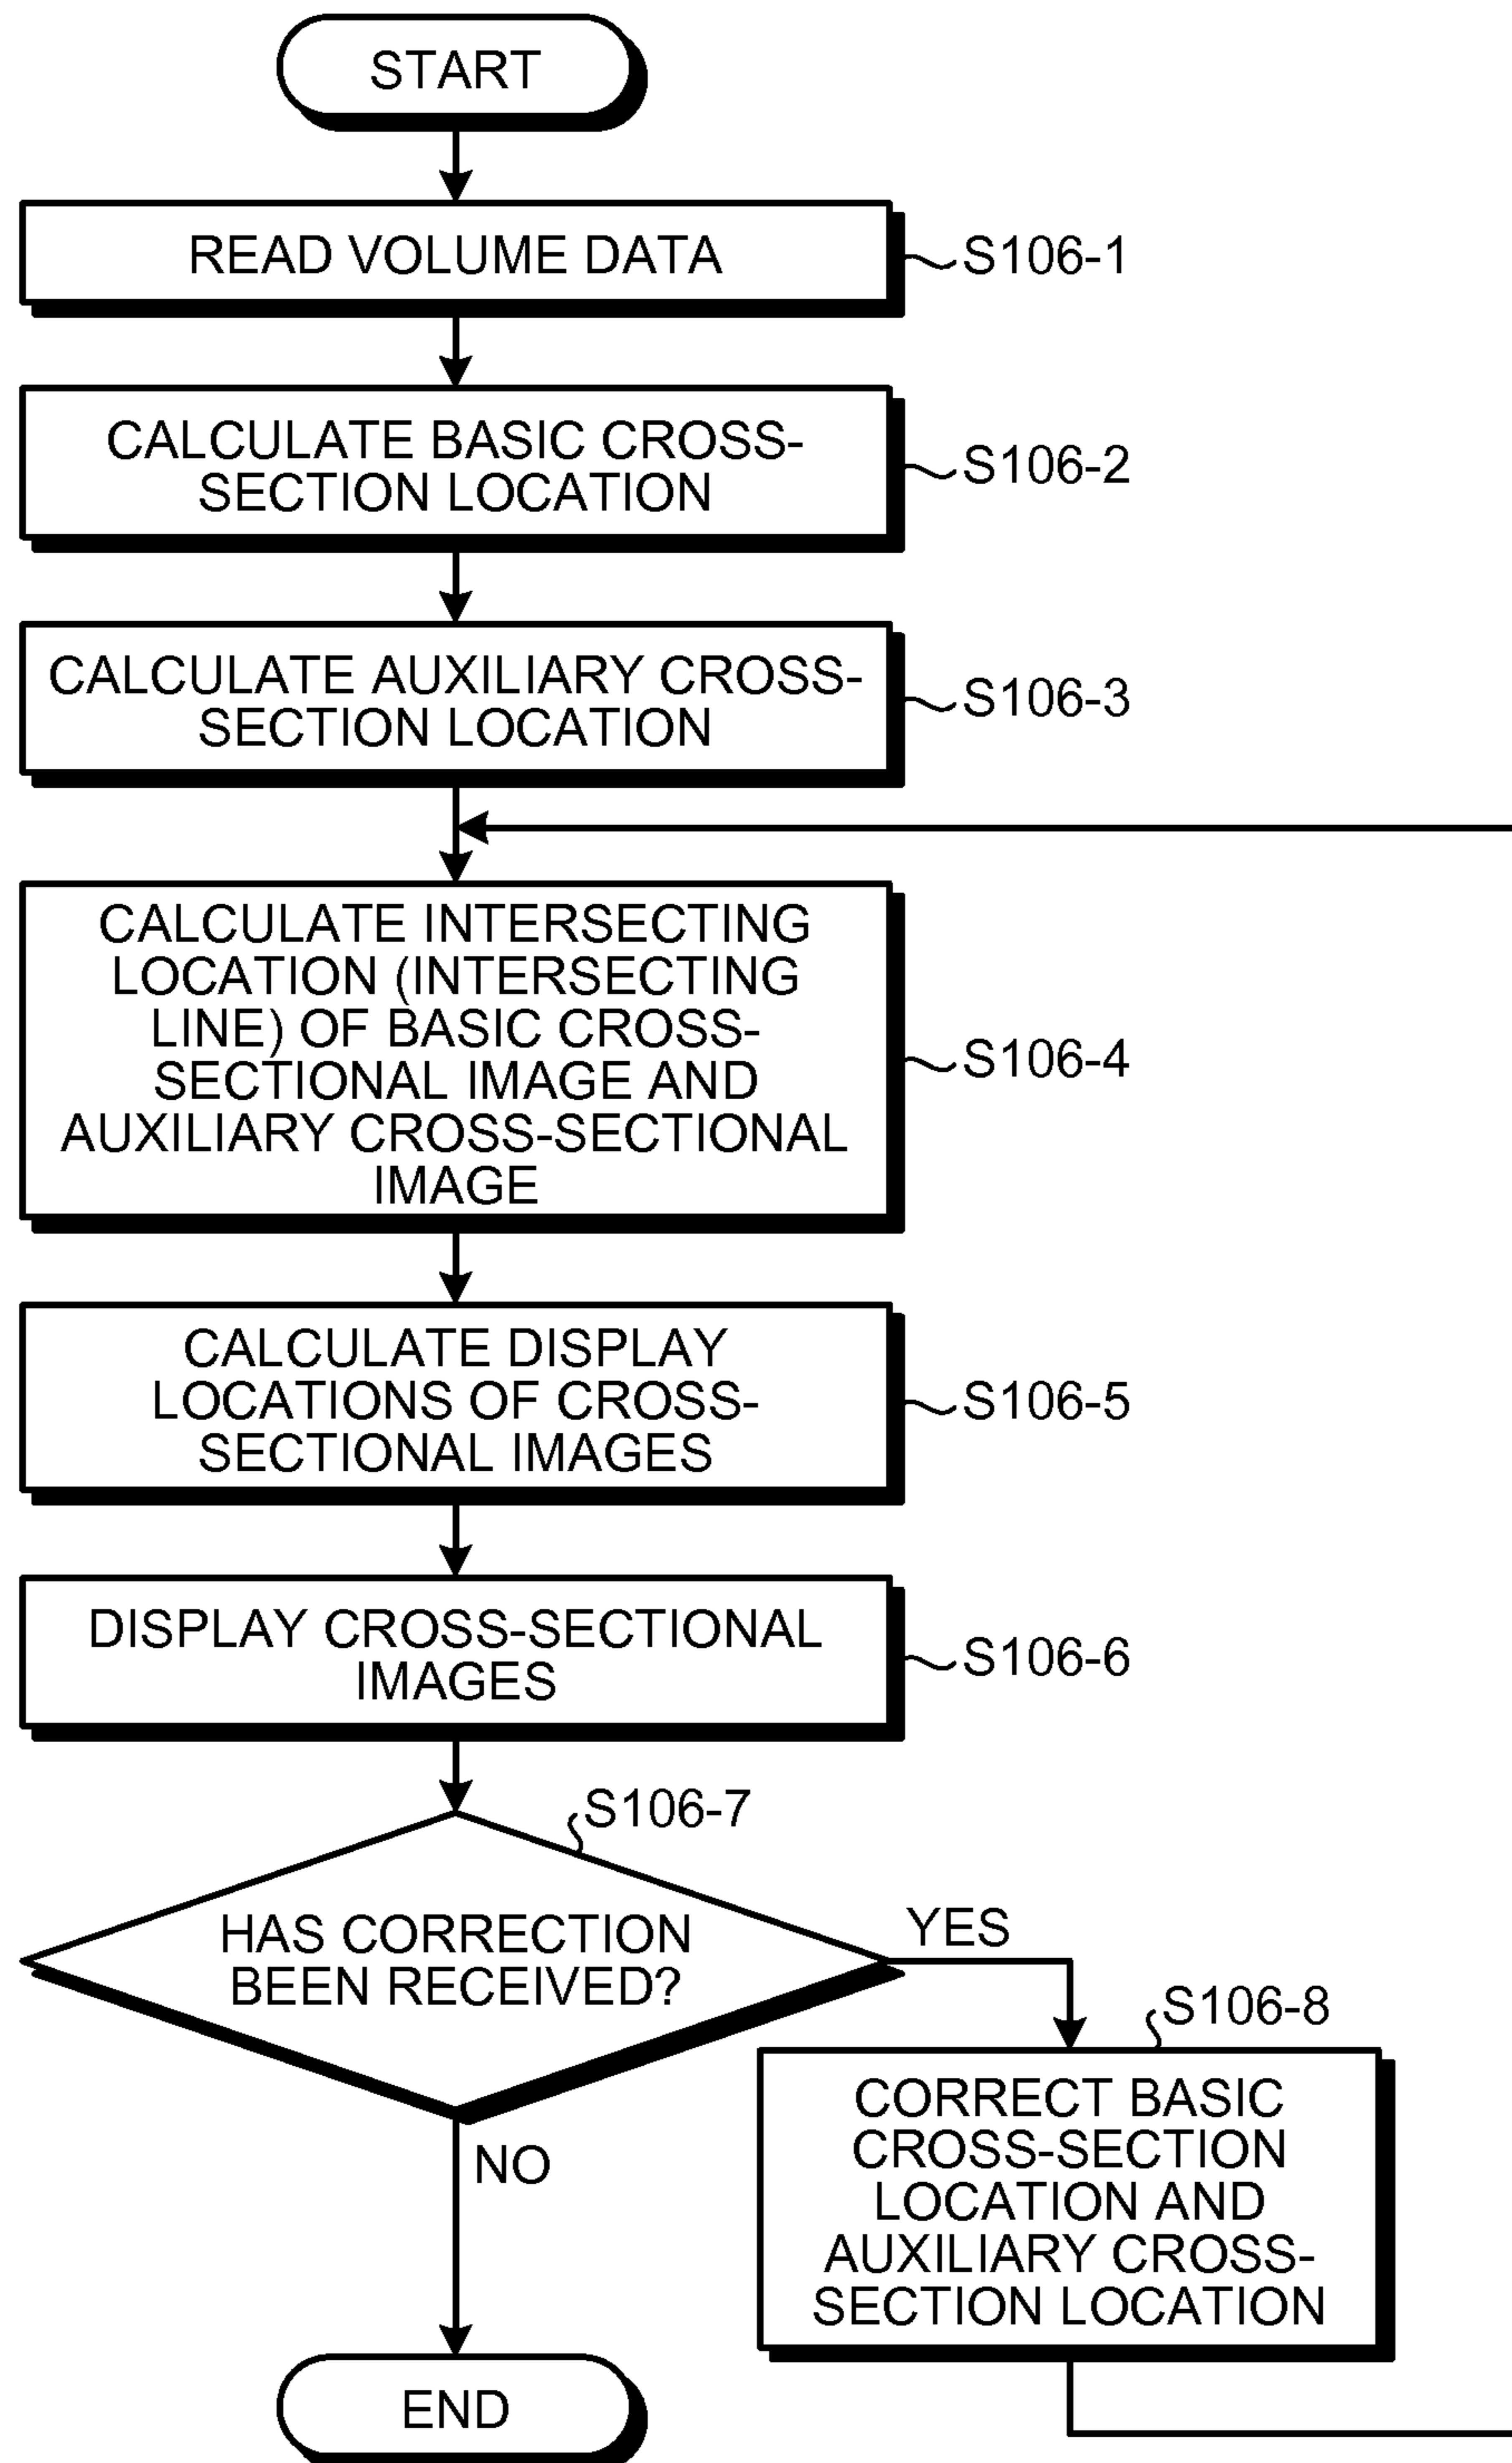 START
READ VOLUME DATA
S106-1
CALCULATE BASIC CROSS-
SECTION LOCATION
S106-2
CALCULATE AUXILIARY CROSS-
SECTION LOCATION
S106-3
CALCULATE INTERSECTING
LOCATION (INTERSECTING
LINE) OF BASIC CROSS-
SECTIONAL IMAGE AND
AUXILIARY CROSS-SECTIONAL
IMAGE
S106-4
CALCULATE DISPLAY
LOCATIONS OF CROSS-
SECTIONAL IMAGES
S106-5
DISPLAY CROSS-SECTIONAL
IMAGES
S106-6
S106-7
HAS CORRECTION
BEEN RECEIVED?
YES
S106-8
CORRECT BASIC
CROSS-SECTION
LOCATION AND
AUXILIARY CROSS-
SECTION LOCATION
NO
END